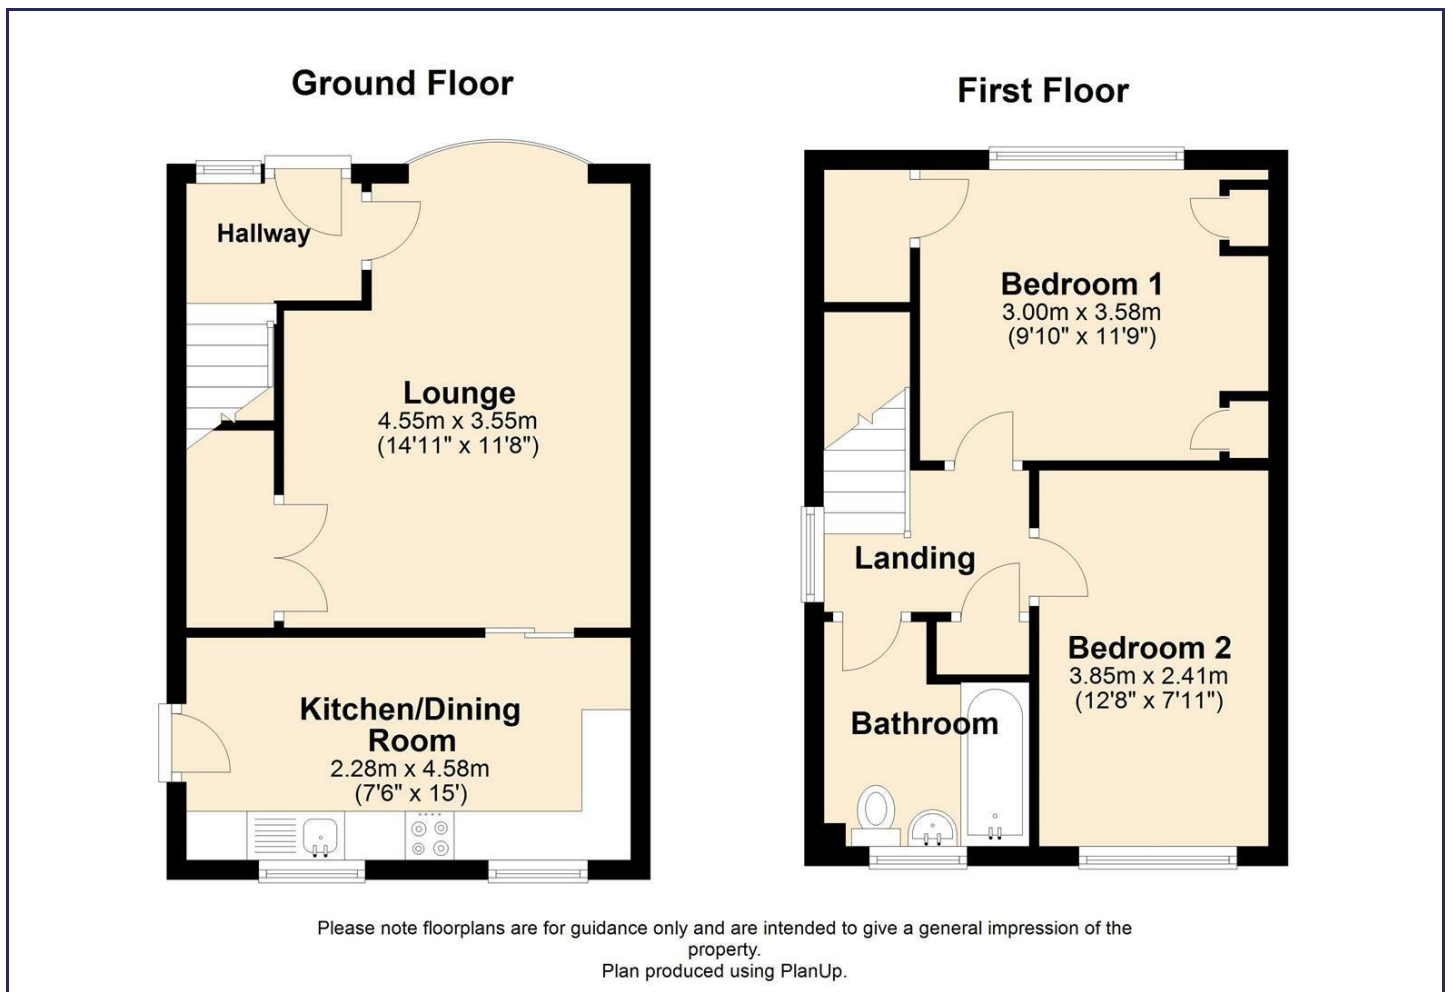 Ground Floor
First Floor
Hallway
Lounge
4.55m x 3.55m
(14'11" x 11'8")
Kitchen/Dining
Room
2.28m x 4.58m
(7'6" x 15')
Bedroom 1
3.00m x 3.58m
(9'10" x 11'9")
Landing
Bedroom 2
3.85m x 2.41m
(12'8" x 7'11")
Bathroom
Please note floorplans are for guidance only and are intended to give a general impression of the
property.
Plan produced using PlanUp.